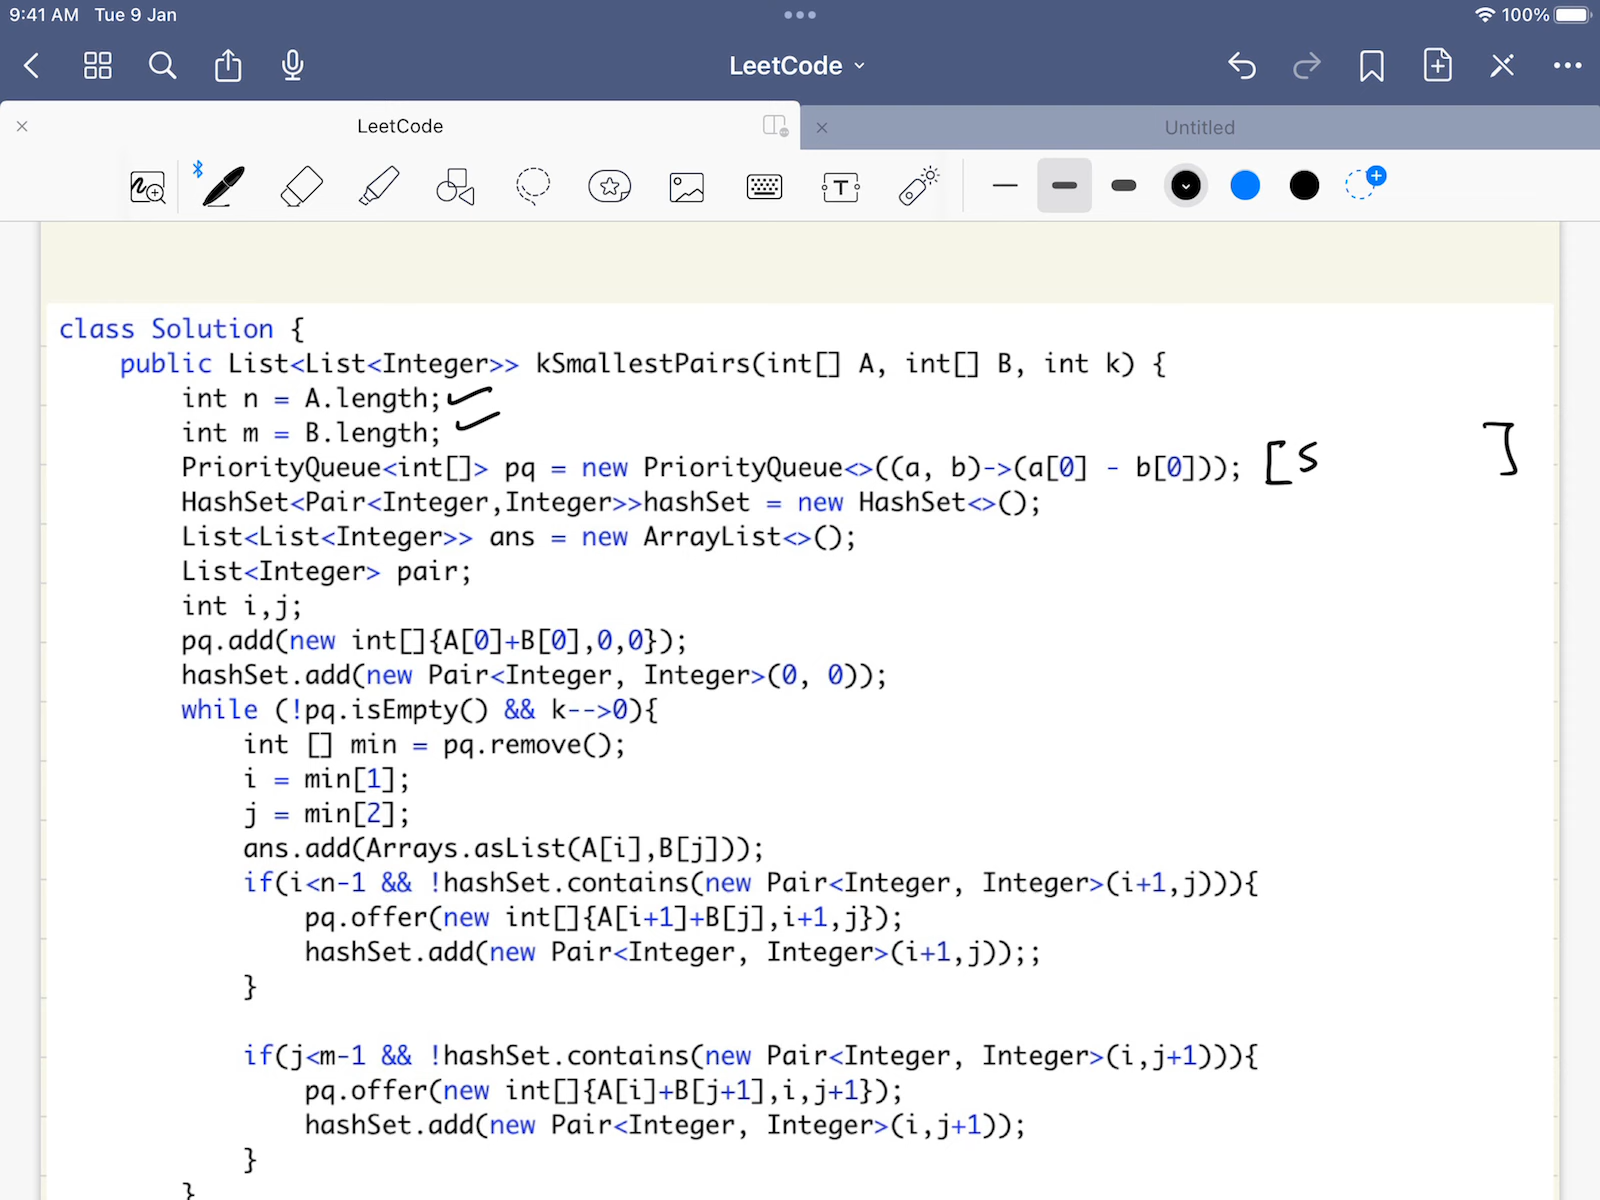 9:41 AM Tue 9 Jan
100%
LeetCode
LeetCode
Untitled
T
class Solution {
public List<List<Integer>> kSmallestPairs(int[] A, int[] B, int k) {
int n = A.length;
int m = B.length;
PriorityQueue<int[]> pq = new PriorityQueue<>((a, b)->(a[0] - b[0])); [S ]
HashSet<Pair<Integer,Integer>>hashSet = new HashSet<>();
List<List<Integer>> ans = new ArrayList<>();
List<Integer> pair;
int i,j;
pq.add(new int[]{A[0]+B[0],0,0});
hashSet.add(new Pair<Integer, Integer>(0, 0));
while (!pq.isEmpty() && k-->0){
int [] min = pq.remove();
i = min[1];
j = min[2];
ans.add(Arrays.asList(A[i],B[j]));
if(i<n-1 && !hashSet.contains(new Pair<Integer, Integer>(i+1,j))){
pq.offer(new int[]{A[i+1]+B[j],i+1,j});
hashSet.add(new Pair<Integer, Integer>(i+1,j));;
}
if(j<m-1 && !hashSet.contains(new Pair<Integer, Integer>(i,j+1))){
pq.offer(new int[]{A[i]+B[j+1],i,j+1});
hashSet.add(new Pair<Integer, Integer>(i,j+1));
}
}